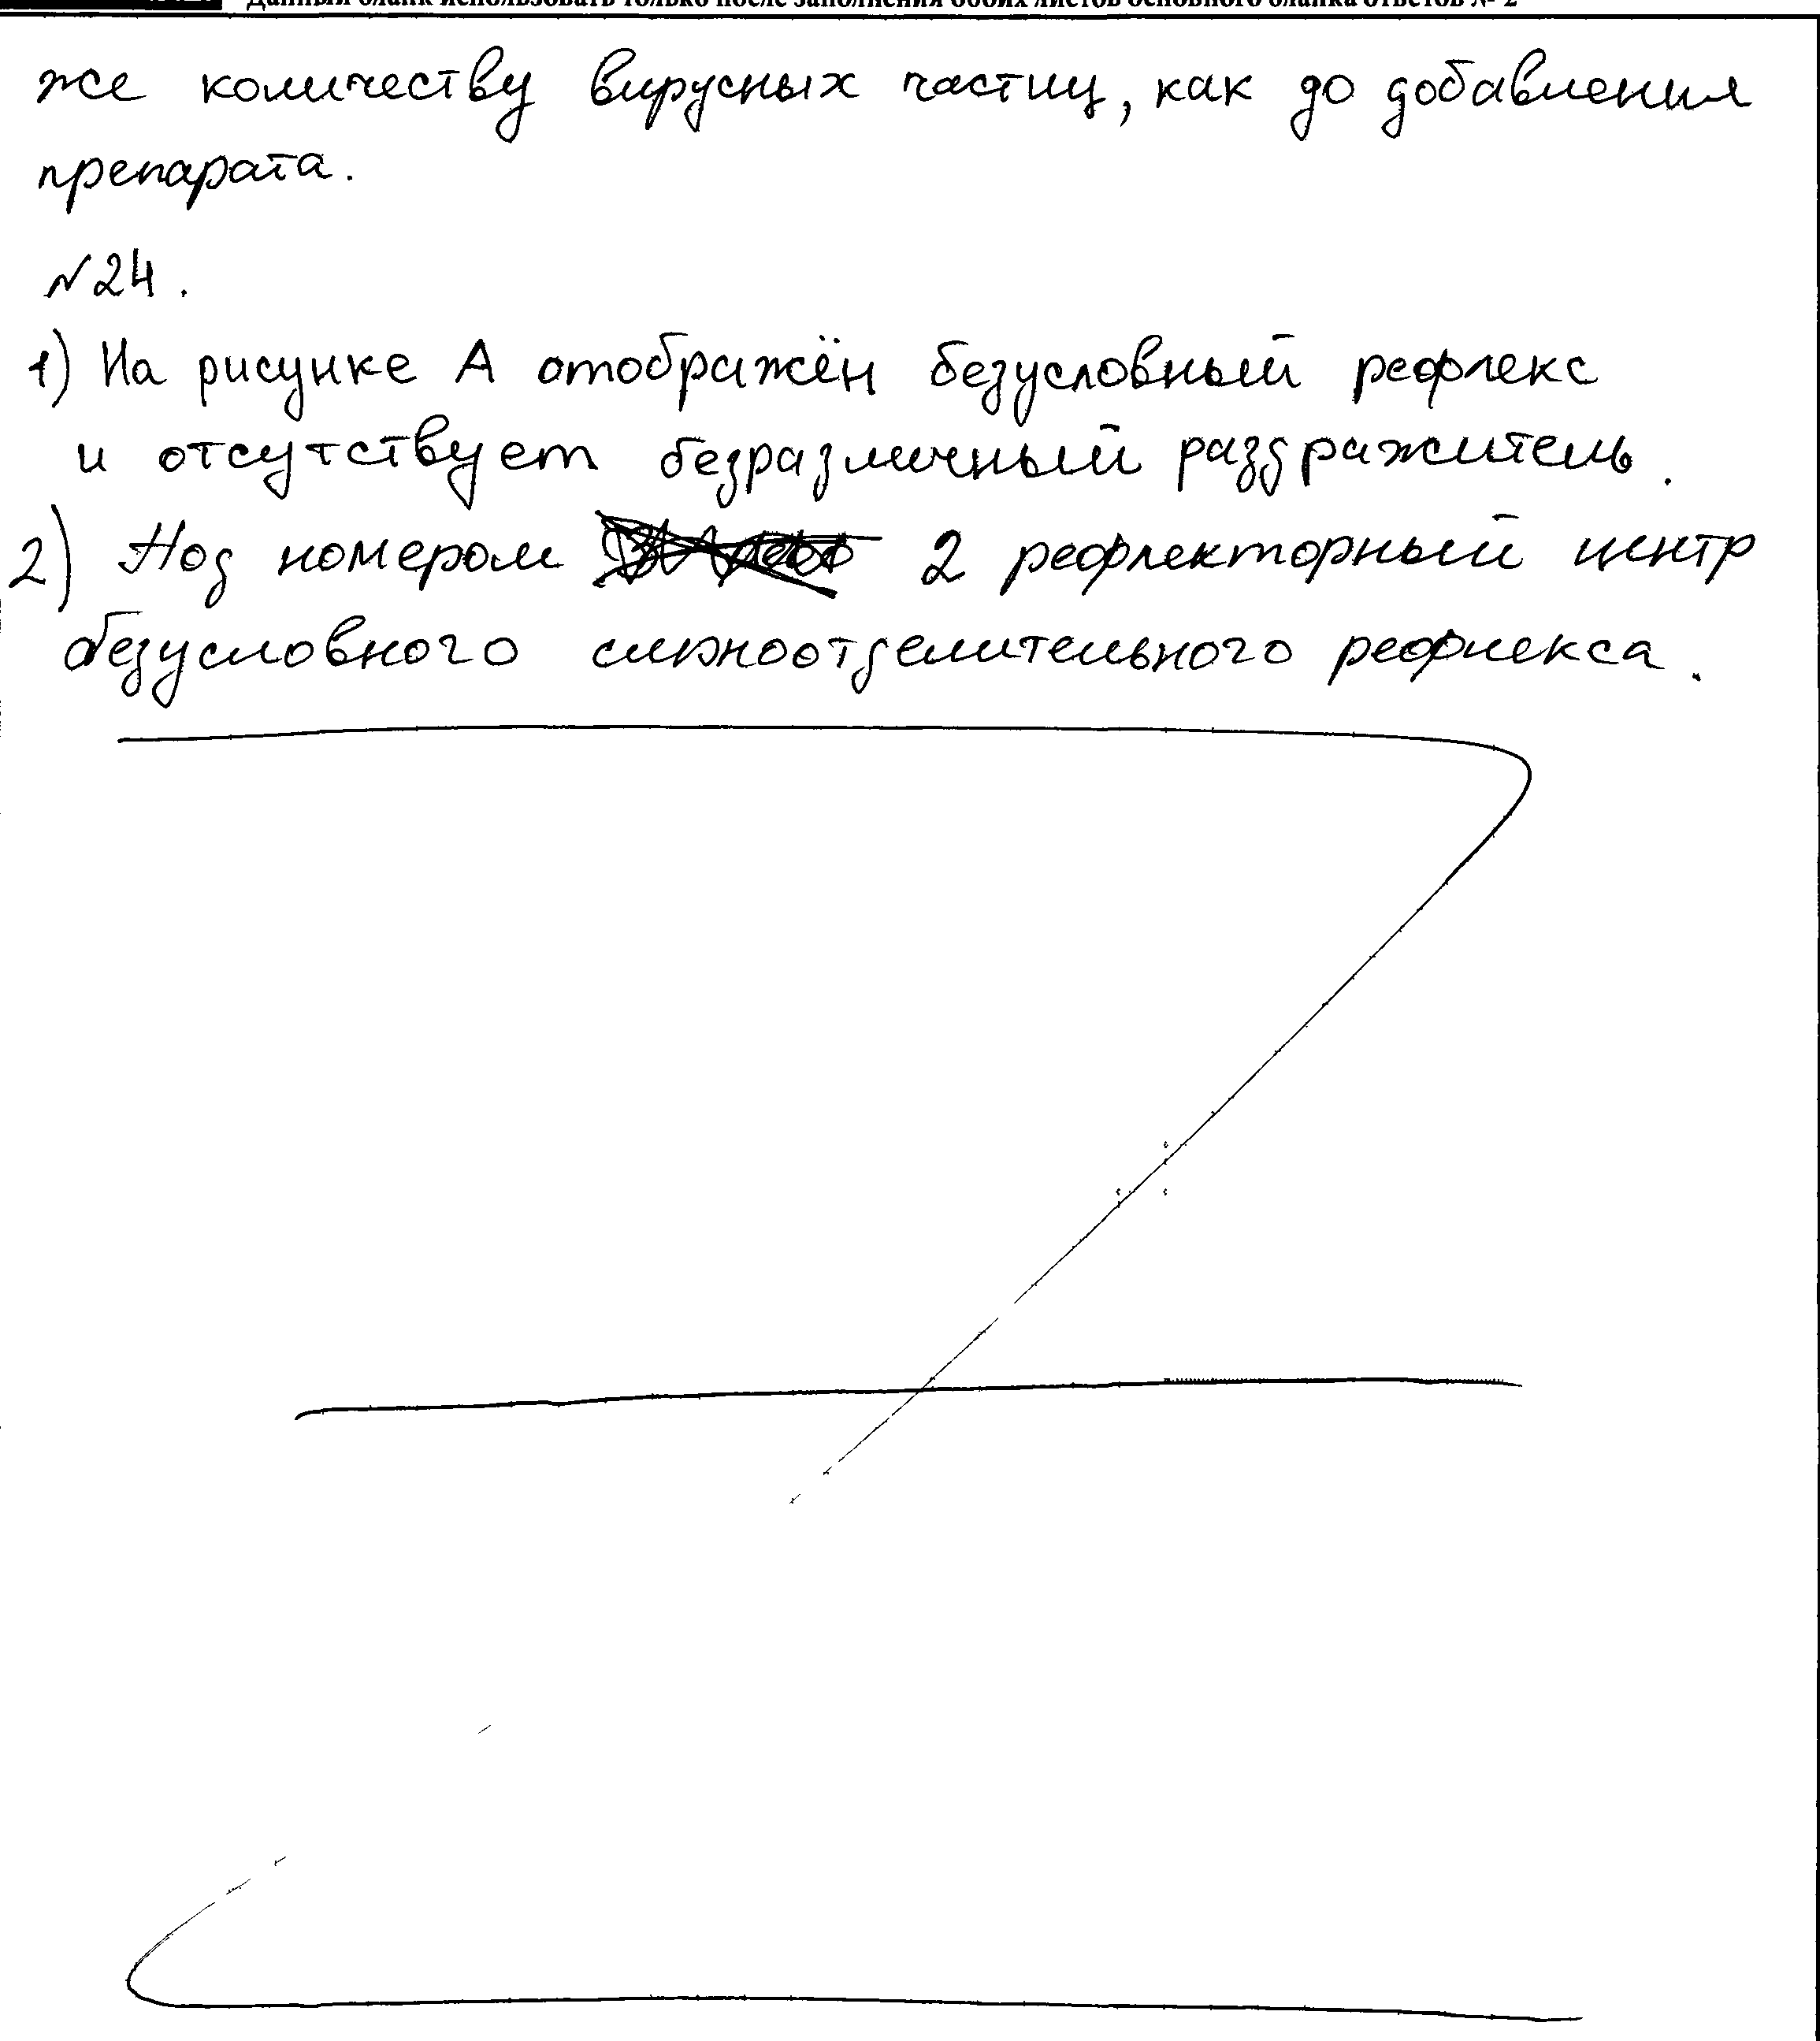 Данный бланк использовать только после заполнения обоих листов основного бланка ответов № 2
же количеству вирусных частиц, как до добавления
препарата.
№24.
1) На рисунке А отображён безусловный рефлекс
и отсутствует безразличный раздражитель.
2) Под номером 2 рефлекторный центр
безусловного слюноотделительного рефлекса.